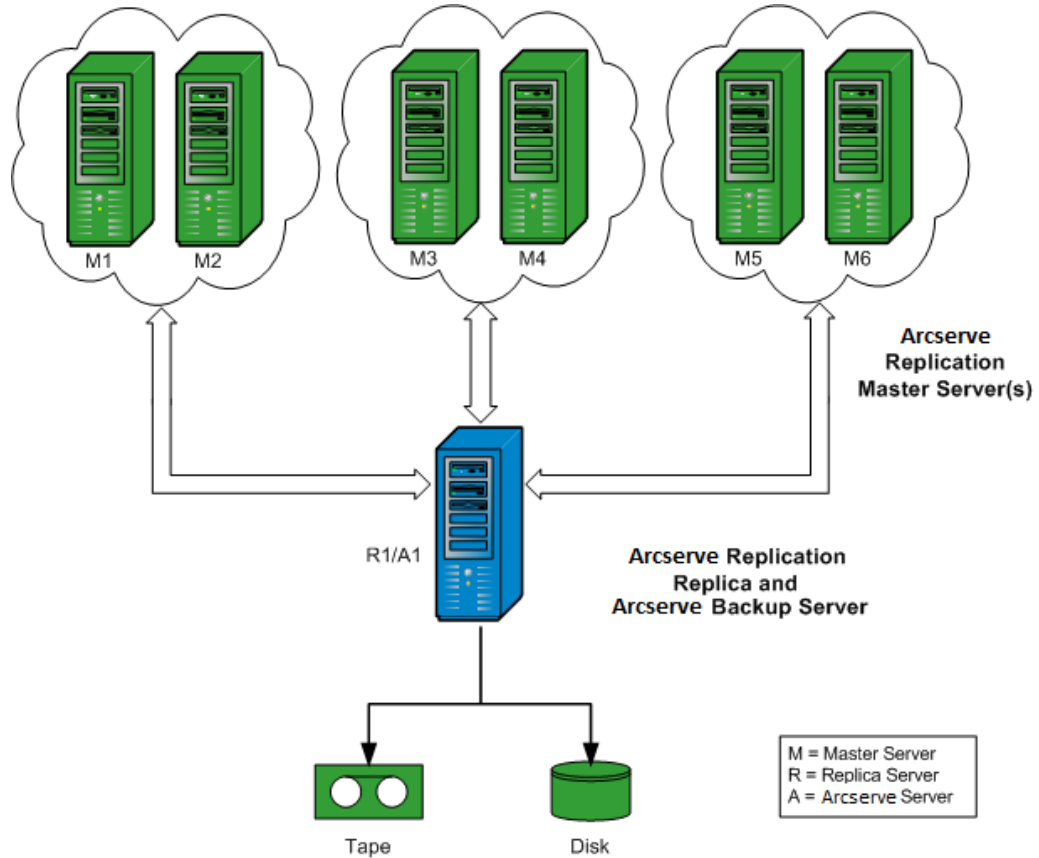 M1
M2
M3
M4
M5
M6
Arcserve
Replication
Master Server(s)
R1/A1
Arcserve Replication
Replica and
Arcserve Backup Server
M = Master Server
R = Replica Server
A = Arcserve Server
Tape
Disk